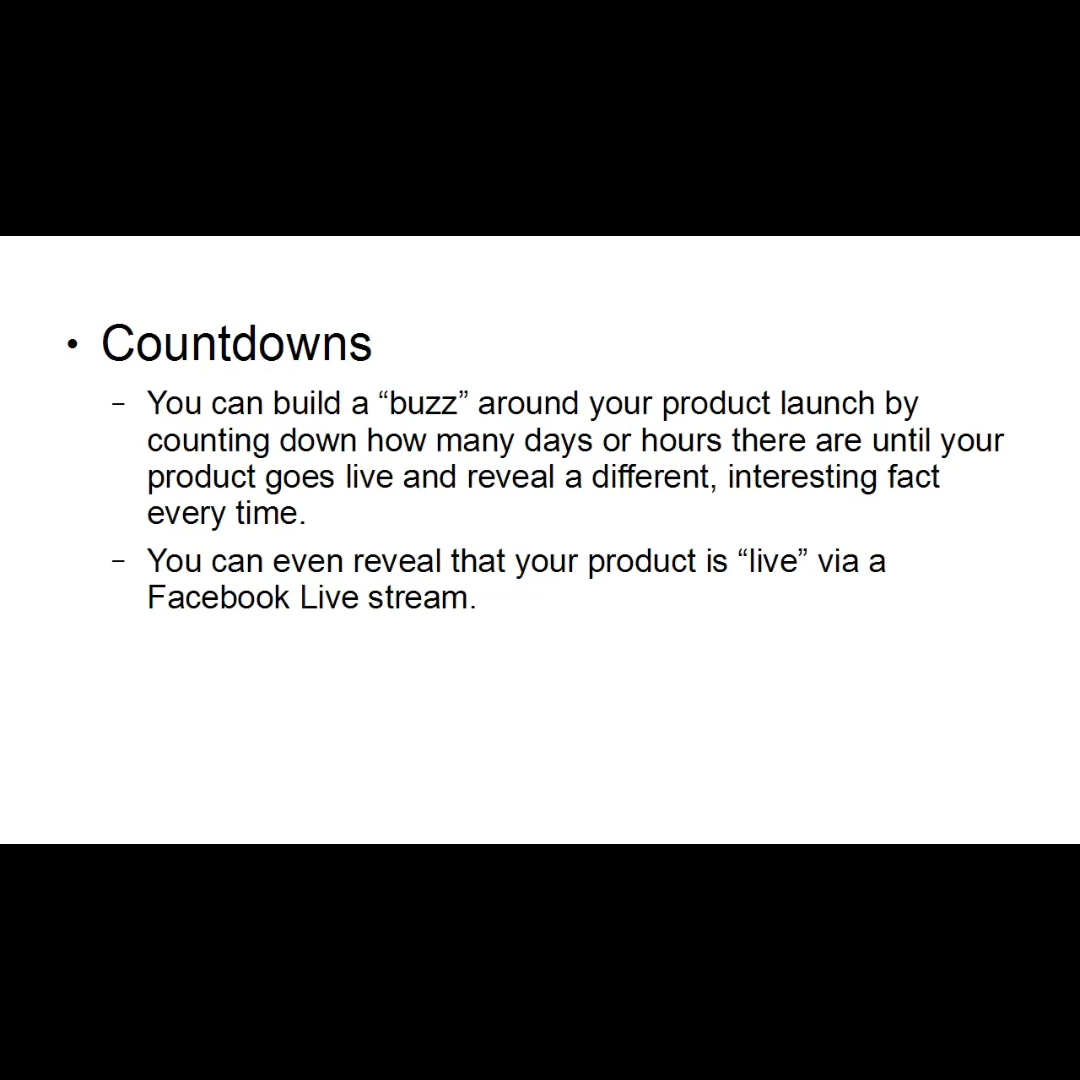 • Countdowns
– You can build a “buzz” around your product launch by
counting down how many days or hours there are until your
product goes live and reveal a different, interesting fact
every time.
– You can even reveal that your product is “live” via a
Facebook Live stream.